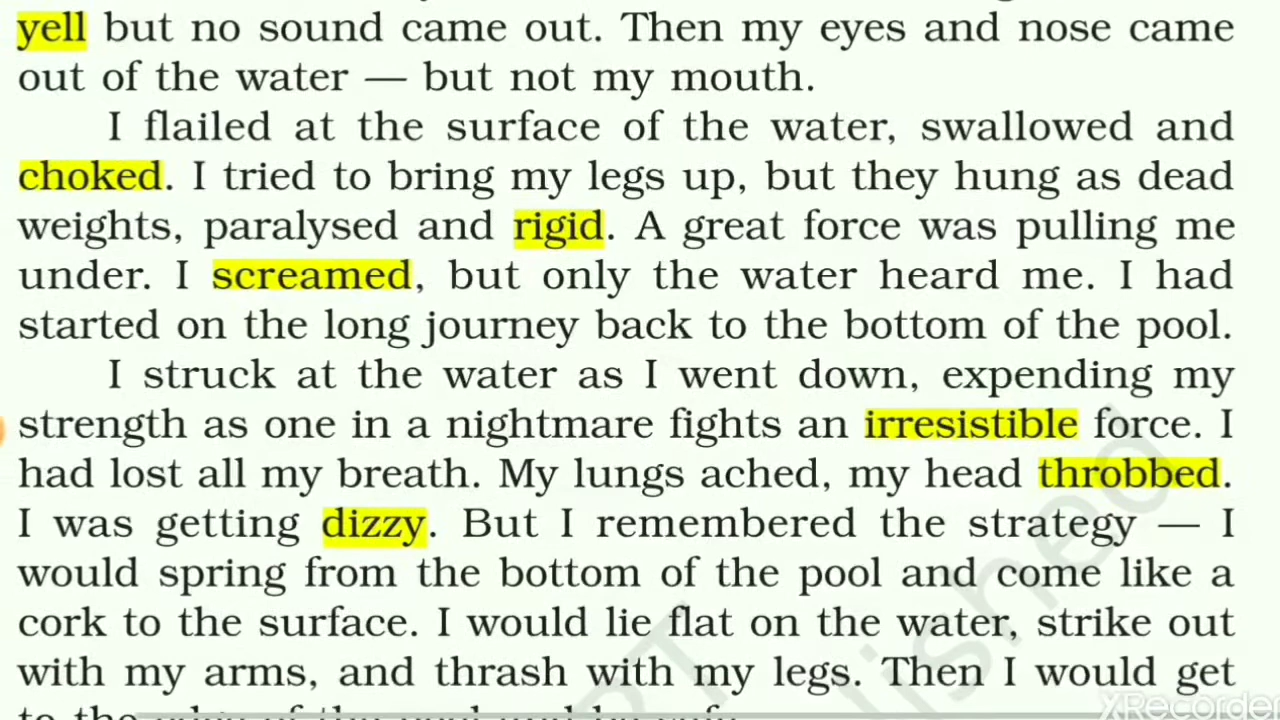 yell but no sound came out. Then my eyes and nose came
out of the water — but not my mouth.
I flailed at the surface of the water, swallowed and
choked. I tried to bring my legs up, but they hung as dead
weights, paralysed and rigid. A great force was pulling me
under. I screamed, but only the water heard me. I had
started on the long journey back to the bottom of the pool.
I struck at the water as I went down, expending my
strength as one in a nightmare fights an irresistible force. I
had lost all my breath. My lungs ached, my head throbbed.
I was getting dizzy. But I remembered the strategy — I
would spring from the bottom of the pool and come like a
cork to the surface. I would lie flat on the water, strike out
with my arms, and thrash with my legs. Then I would get
XRecorder